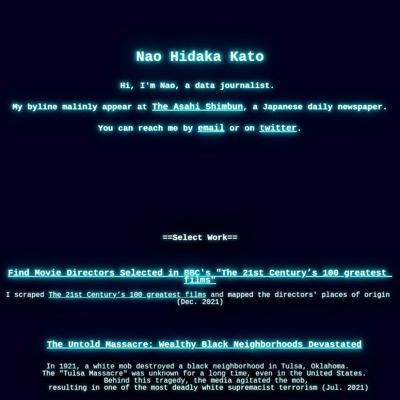 Nao Hidaka Kato
Hi, I'm Nao, a data journalist.
My byline malinly appear at The Asahi Shimbun, a Japanese daily newspaper.
You can reach me by email or on twitter.
==Select Work==
Find Movie Directors Selected in BBC's "The 21st Century’s 100 greatest
films"
I scraped The 21st Century’s 100 greatest films and mapped the directors' places of origin
(Dec. 2021)
The Untold Massacre: Wealthy Black Neighborhoods Devastated
In 1921, a white mob destroyed a black neighborhood in Tulsa, Oklahoma.
The "Tulsa Massacre" was unknown for a long time, even in the United States.
Behind this tragedy, the media agitated the mob,
resulting in one of the most deadly white supremacist terrorism (Jul. 2021)